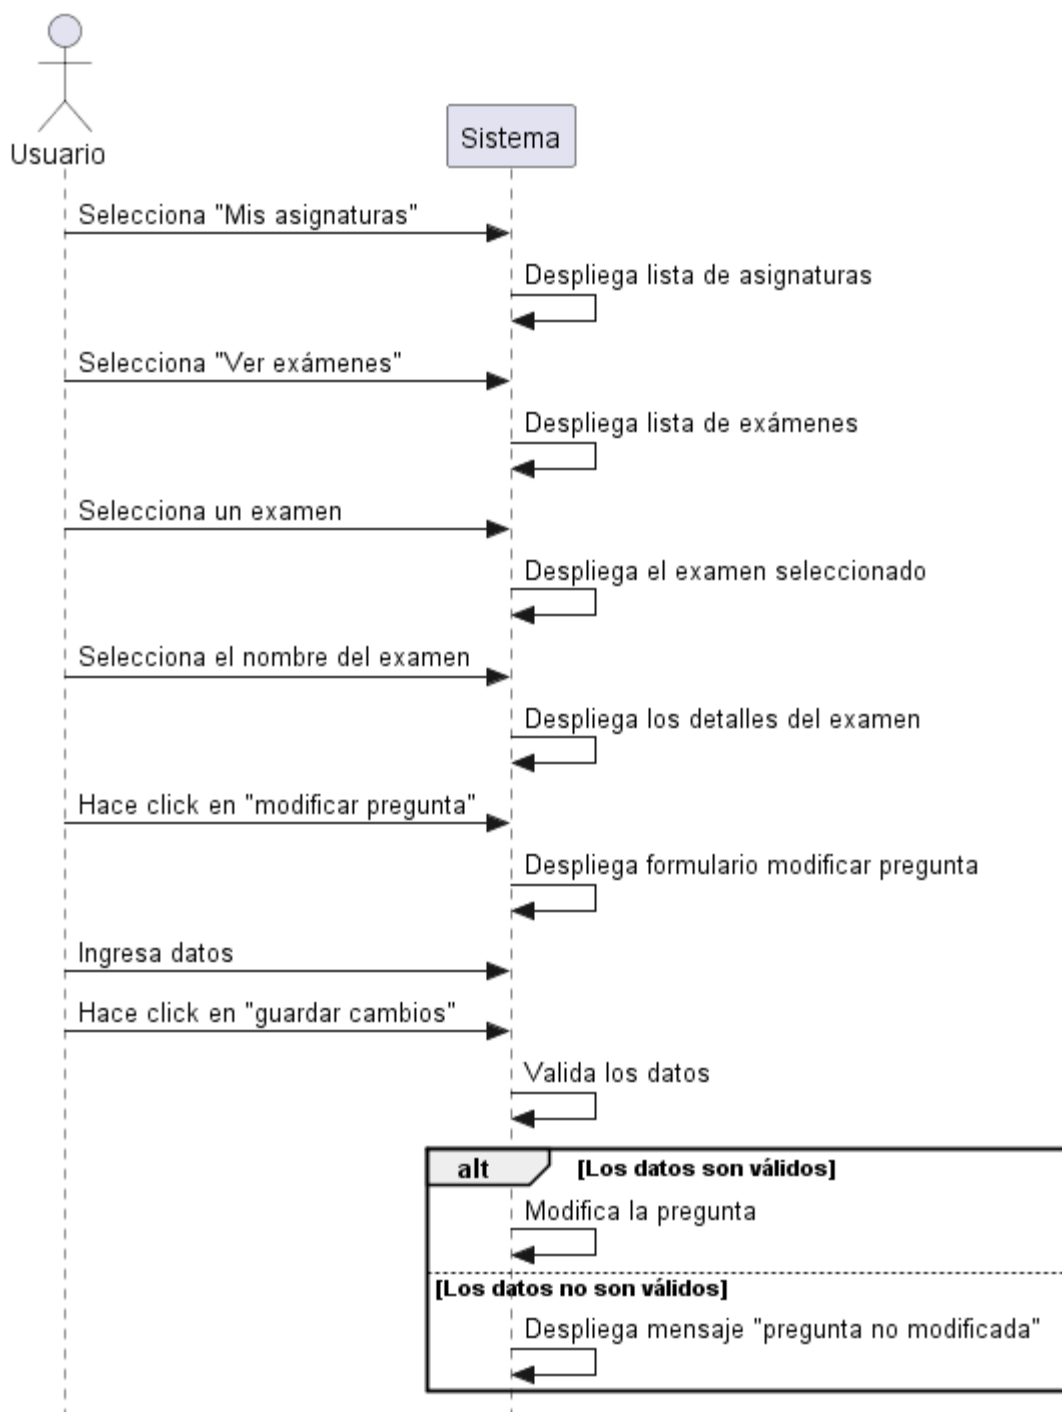 Usuario
Sistema
Selecciona "Mis asignaturas"
Despliega lista de asignaturas
Selecciona "Ver exámenes"
Despliega lista de exámenes
Selecciona un examen
Despliega el examen seleccionado
Selecciona el nombre del examen
Despliega los detalles del examen
Hace click en "modificar pregunta"
Despliega formulario modificar pregunta
Ingresa datos
Hace click en "guardar cambios"
Valida los datos
alt [Los datos son válidos]
Modifica la pregunta
[Los datos no son válidos]
Despliega mensaje "pregunta no modificada"